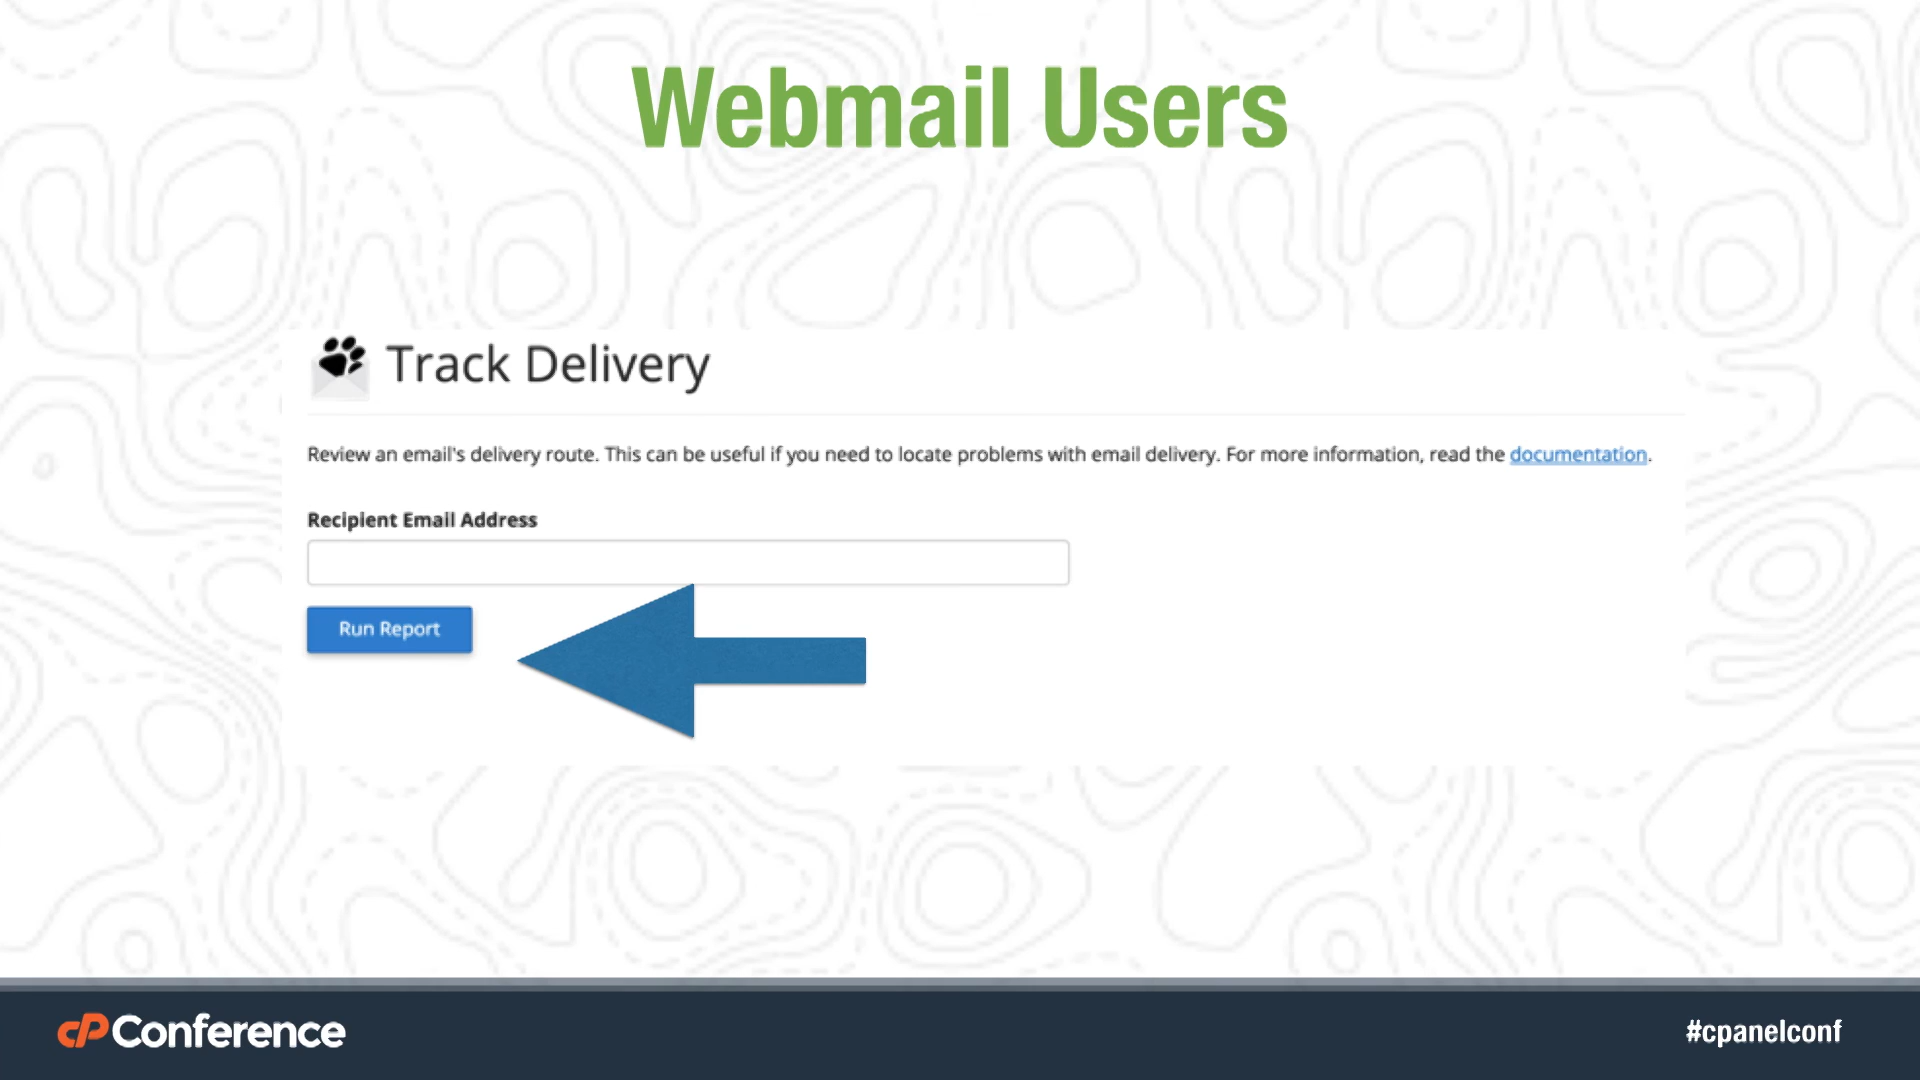 Webmail Users
Track Delivery
Review an email's delivery route. This can be useful if you need to locate problems with email delivery. For more information, read the documentation.
Recipient Email Address
Run Report
cPConference
#cpanelconf